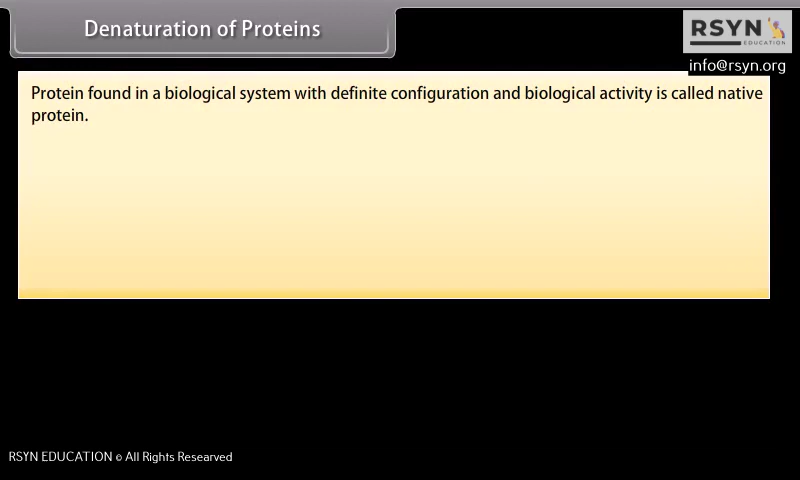 Denaturation of Proteins
RSYN
EDUCATION
info@rsyn.org
Protein found in a biological system with definite configuration and biological activity is called native
protein.
RSYN EDUCATION © All Rights Researved